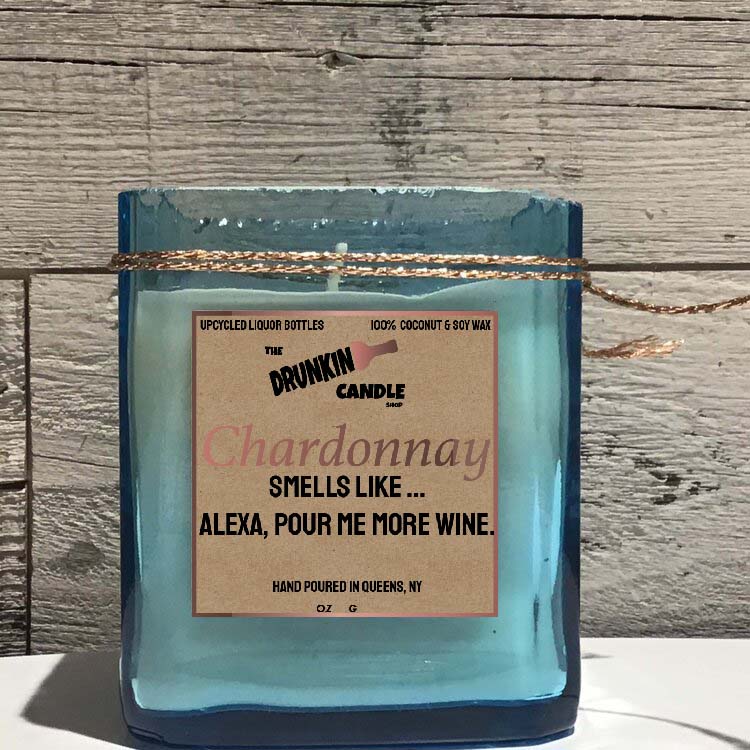 UPCYCLED LIQUOR BOTTLES 100% COCONUT & SOY WAX
THE
DRUNKIN
CANDLE
SHOP
Chardonnay
SMELLS LIKE ...
ALEXA, POUR ME MORE WINE.
HAND POURED IN QUEENS, NY
OZ G